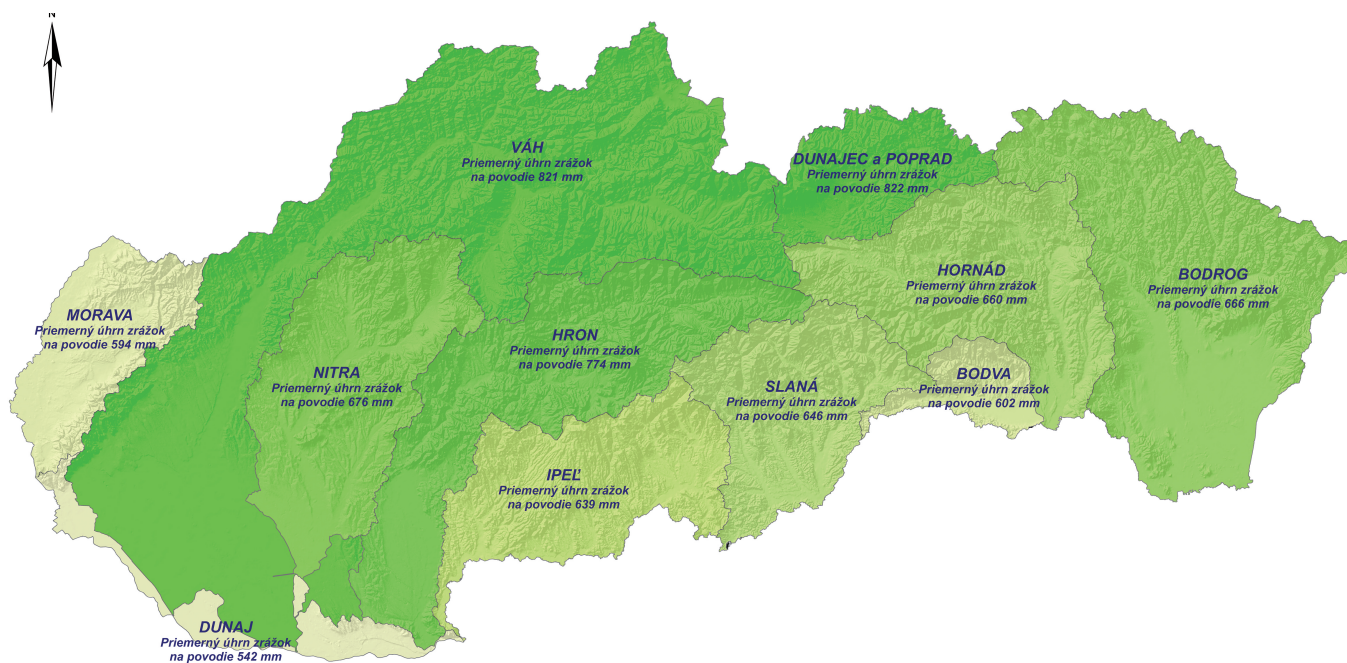 N
VÁH
Priemerný úhrn zrážok
na povodie 821 mm
DUNAJEC a POPRAD
Priemerný úhrn zrážok
na povodie 822 mm
HORNÁD
Priemerný úhrn zrážok
na povodie 660 mm
BODROG
Priemerný úhrn zrážok
na povodie 666 mm
MORAVA
Priemerný úhrn zrážok
na povodie 594 mm
HRON
Priemerný úhrn zrážok
na povodie 774 mm
NITRA
Priemerný úhrn zrážok
na povodie 676 mm
SLANÁ
Priemerný úhrn zrážok
na povodie 646 mm
BODVA
Priemerný úhrn zrážok
na povodie 602 mm
IPEĽ
Priemerný úhrn zrážok
na povodie 639 mm
DUNAJ
Priemerný úhrn zrážok
na povodie 542 mm